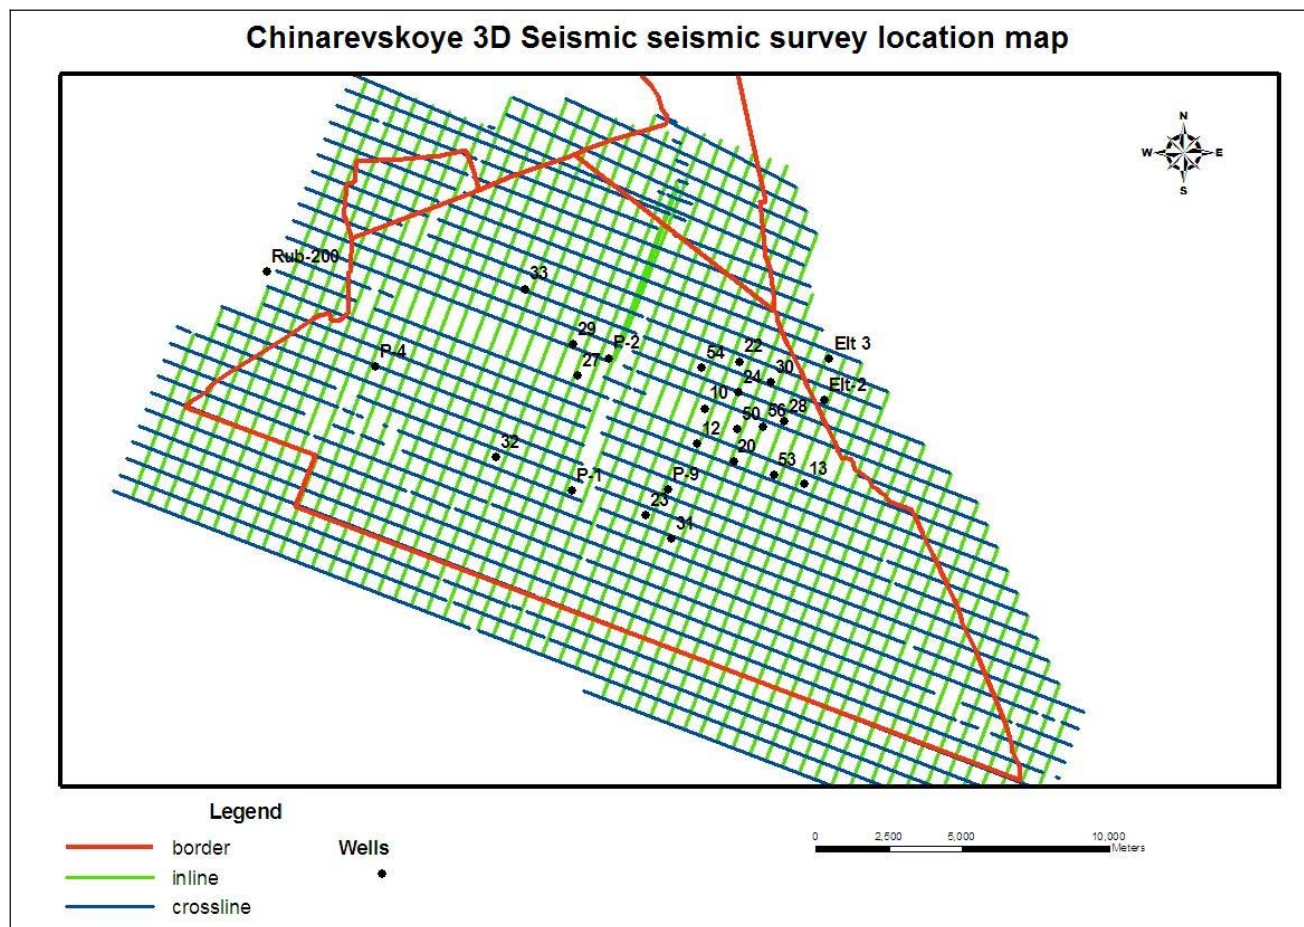 Chinarevskoye 3D Seismic seismic survey location map
N
W E
S
Rub-200
33
29
P-2
27
P-4
54
22
Elt 3
30
24
Elt-2
10
50
56
28
12
20
53
13
32
P-1
P-9
23
31
Legend
border
inline
crossline
Wells
0 2,500 5,000 10,000
Meters